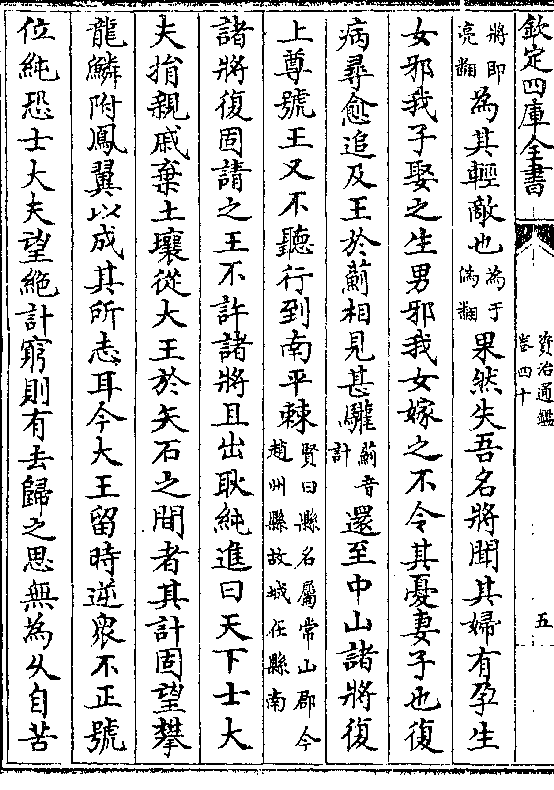 欽定四庫全書
資治通鑑
卷四十
五
將即
亮翻為其輕敵也為于
偽翻果然失吾名將聞其婦有孕生
女邪我子娶之生男邪我女嫁之不令其憂妻子也復
病尋愈追及王於薊相見甚驩薊音
計還至中山諸將復
上尊號王又不聽行到南平棘賢曰縣名屬常山郡今
趙州縣故城在縣南
諸將復固請之王不許諸將且出耿純進曰天下士大
夫捐親戚棄土壤從大王於矢石之間者其計固望攀
龍鱗附鳳翼以成其所志耳今大王留時逆衆不正號
位純恐士大夫望絶計窮則有去歸之思無為乆自苦